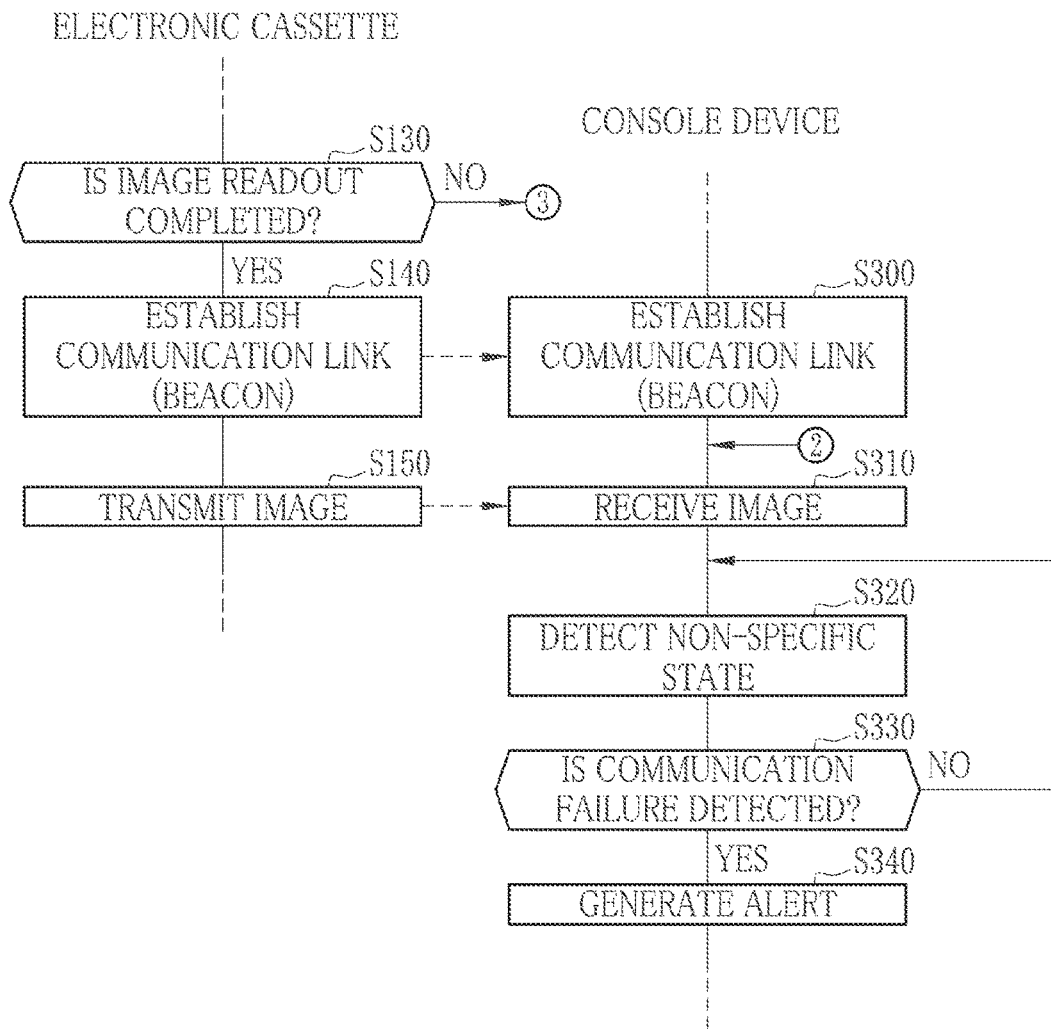 ELECTRONIC CASSETTE
CONSOLE DEVICE
S130
IS IMAGE READOUT
COMPLETED?
NO
3
YES
S140
ESTABLISH
COMMUNICATION LINK
(BEACON)
S300
ESTABLISH
COMMUNICATION LINK
(BEACON)
2
S150
TRANSMIT IMAGE
S310
RECEIVE IMAGE
S320
DETECT NON-SPECIFIC
STATE
S330
IS COMMUNICATION
FAILURE DETECTED?
NO
YES
S340
GENERATE ALERT